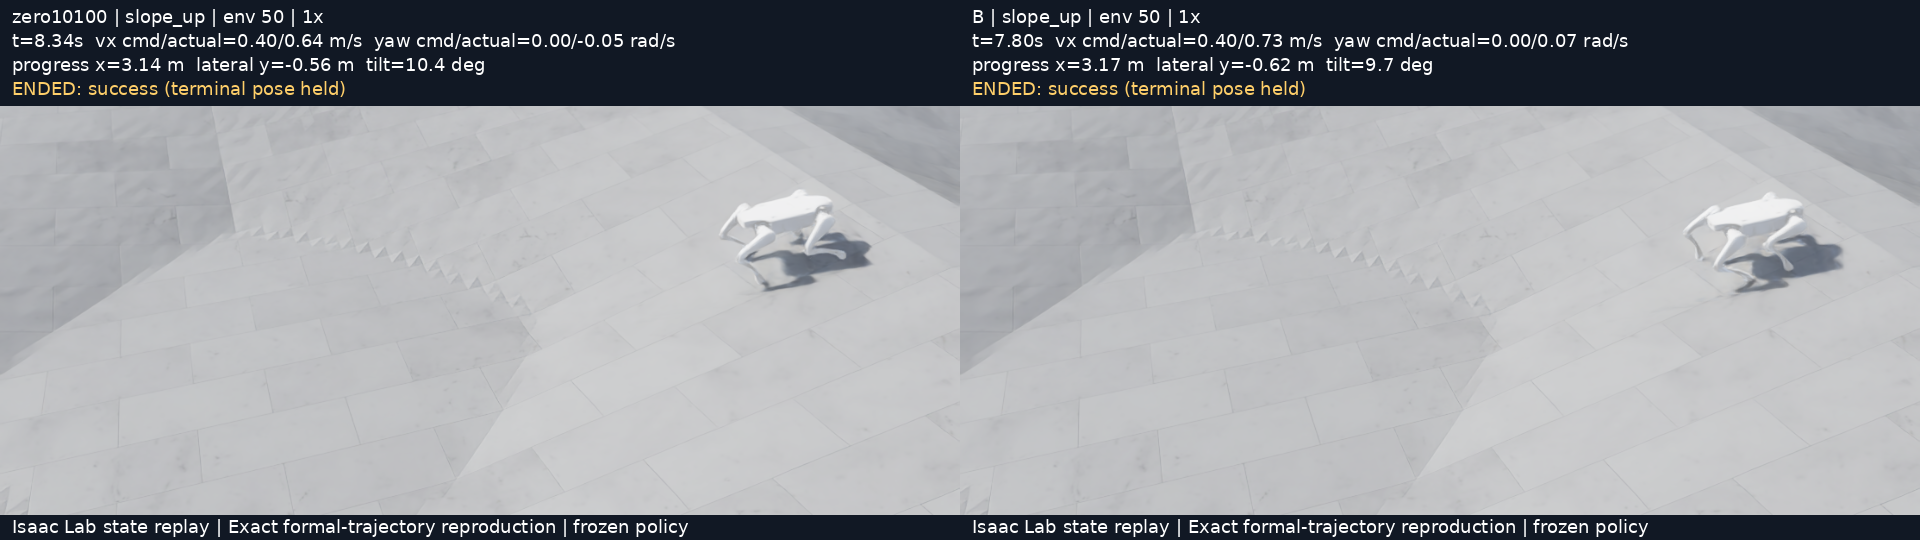 zero10100 | slope_up | env 50 | 1x
t=8.34s  vx cmd/actual=0.40/0.64 m/s  yaw cmd/actual=0.00/-0.05 rad/s
progress x=3.14 m  lateral y=-0.56 m  tilt=10.4 deg
ENDED: success (terminal pose held)
Isaac Lab state replay | Exact formal-trajectory reproduction | frozen policy
B | slope_up | env 50 | 1x
t=7.80s  vx cmd/actual=0.40/0.73 m/s  yaw cmd/actual=0.00/0.07 rad/s
progress x=3.17 m  lateral y=-0.62 m  tilt=9.7 deg
ENDED: success (terminal pose held)
Isaac Lab state replay | Exact formal-trajectory reproduction | frozen policy